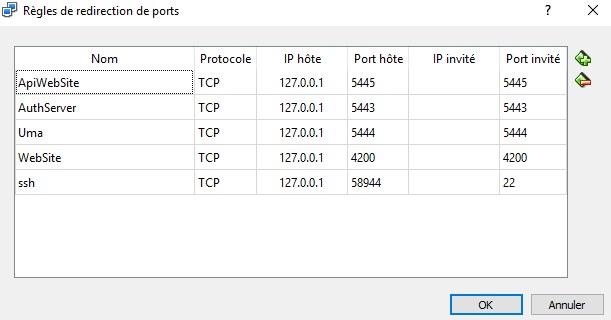 Règles de redirection de ports ? ×
Nom Protocole IP hôte Port hôte IP invité Port invité
ApiWebSite TCP 127.0.0.1 5445 5445
AuthServer TCP 127.0.0.1 5443 5443
Uma TCP 127.0.0.1 5444 5444
WebSite TCP 127.0.0.1 4200 4200
ssh TCP 127.0.0.1 58944 22
OK Annuler